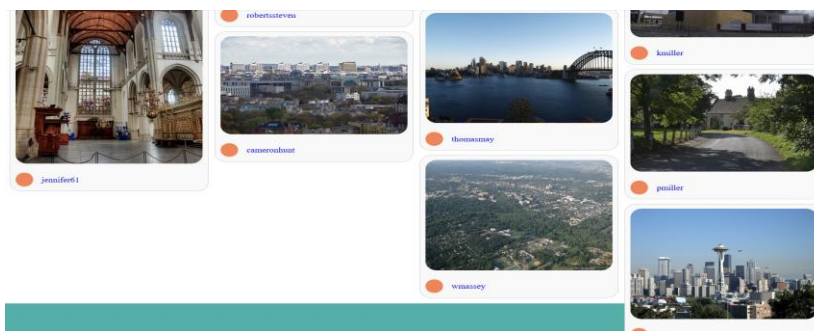 robertssteven
kmiller
thomasmay
cameronhunt
jennifer61
pmiller
wmassey